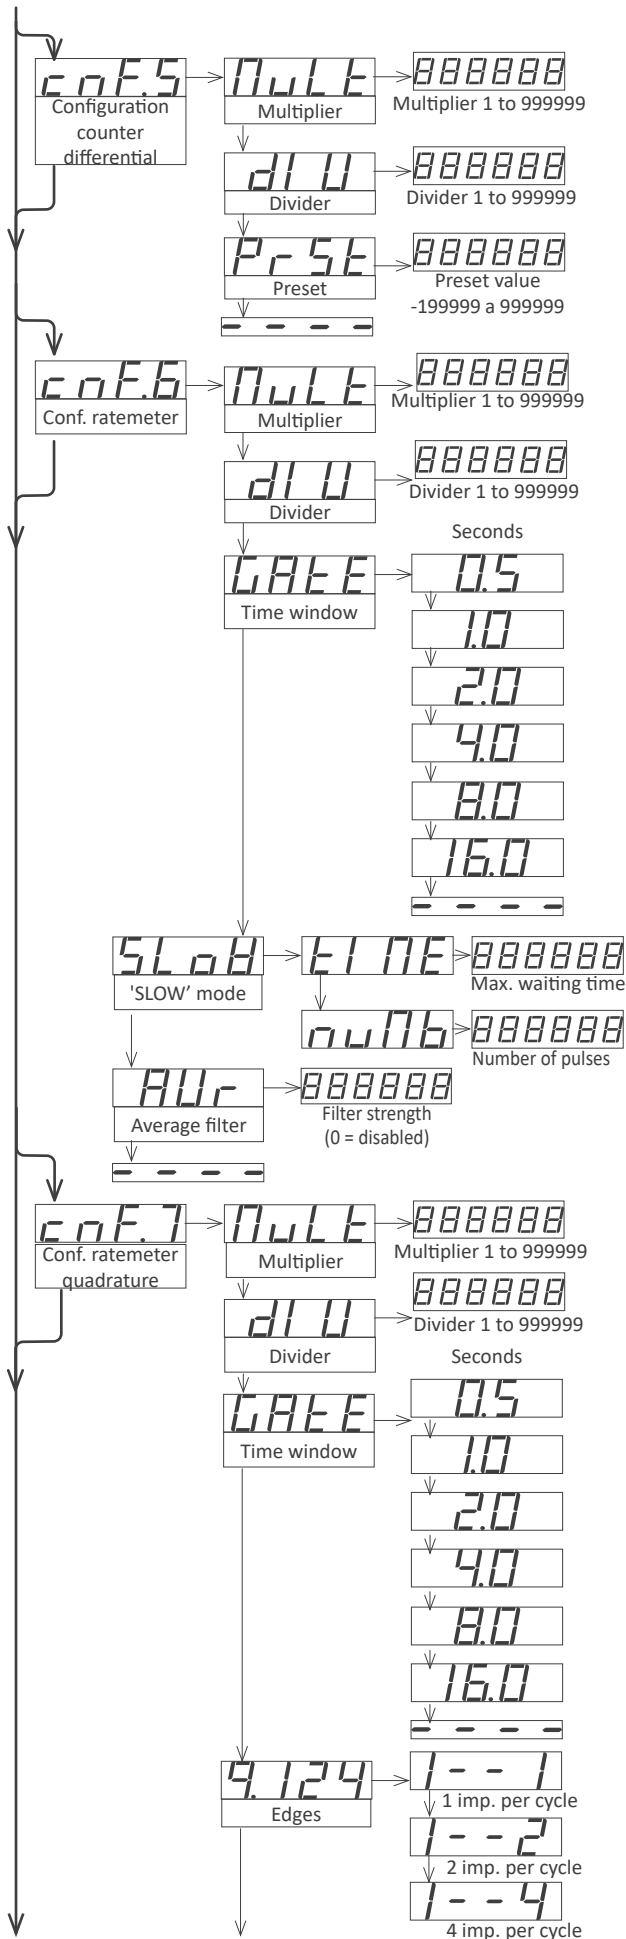 cnF.5
Configuration
counter
differential
MuLt
Multiplier
888888
Multiplier 1 to 999999
dIV
Divider
888888
Divider 1 to 999999
PrSt
Preset
888888
Preset value
-199999 a 999999
- - - -
cnF.6
Conf. ratemeter
MuLt
Multiplier
888888
Multiplier 1 to 999999
dIV
Divider
888888
Divider 1 to 999999
GAtE
Time window
Seconds
0.5
1.0
2.0
4.0
8.0
16.0
- - - -
SLoW
'SLOW’ mode
tIME
888888
Max. waiting time
nuMb
888888
Number of pulses
AVr
Average filter
888888
Filter strength
(0 = disabled)
- - - -
cnF.7
Conf. ratemeter
quadrature
MuLt
Multiplier
888888
Multiplier 1 to 999999
dIV
Divider
888888
Divider 1 to 999999
GAtE
Time window
Seconds
0.5
1.0
2.0
4.0
8.0
16.0
- - - -
q.124
Edges
1--1
1 imp. per cycle
1--2
2 imp. per cycle
1--4
4 imp. per cycle